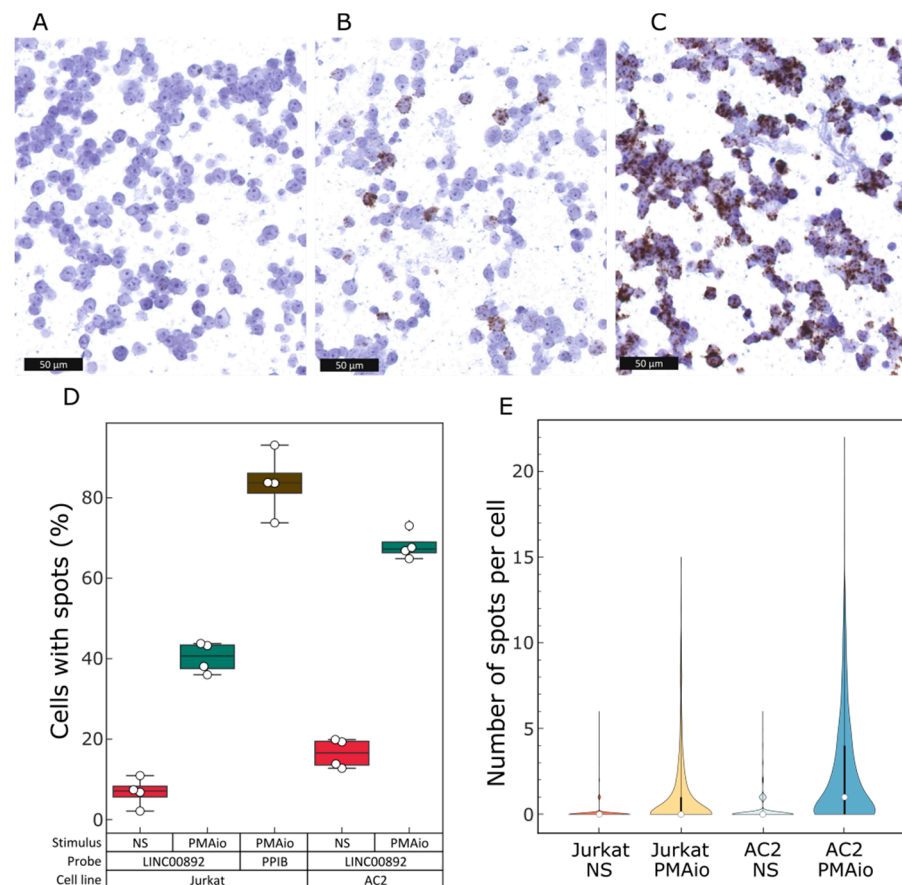 A B C
50 µm 50 µm 50 µm
D
Cells with spots (%)
80
60
40
20
0
Stimulus NS PMAio PMAio NS PMAio
Probe LINC00892 PPIB LINC00892
Cell line Jurkat AC2
E
Number of spots per cell
20
15
10
5
0
Jurkat NS
Jurkat PMAio
AC2 NS
AC2 PMAio